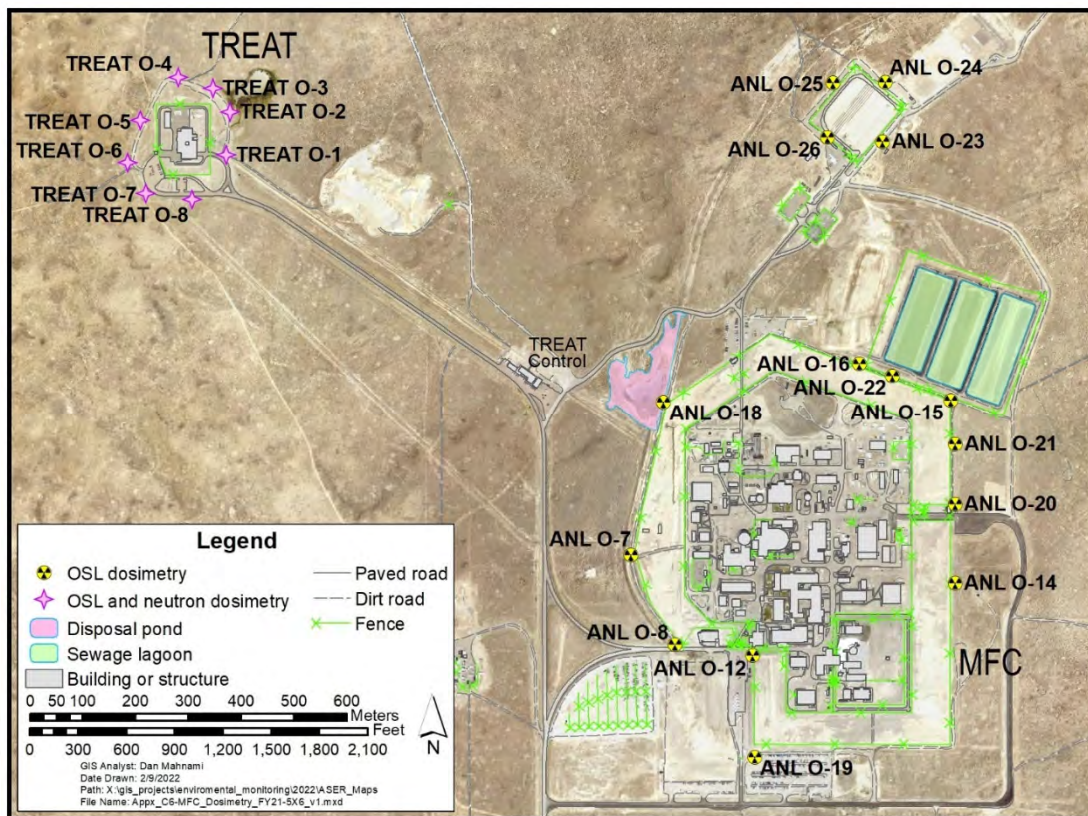 TREAT
TREAT O-4
TREAT O-3
TREAT O-2
TREAT O-5
TREAT O-1
TREAT O-6
TREAT O-7
TREAT O-8
ANL O-25
ANL O-24
ANL O-26
ANL O-23
TREAT
Control
ANL O-16
ANL O-22
ANL O-18
ANL O-15
ANL O-21
ANL O-20
ANL O-7
ANL O-14
ANL O-8
ANL O-12
MFC
ANL O-19
Legend
OSL dosimetry
OSL and neutron dosimetry
Disposal pond
Sewage lagoon
Building or structure
Paved road
Dirt road
Fence
0 50 100 200 300 400 500 600
Meters
Feet
0 300 600 900 1,200 1,500 1,800 2,100
N
GIS Analyst: Dan Mahnami
Date Drawn: 2/9/2022
Path: X:\gis_projects\enviromental_monitoring\2022\ASER_Maps
File Name: Appx_C6-MFC_Dosimetry_FY21-5X6_v1.mxd